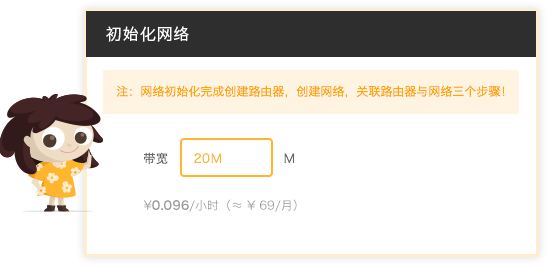 初始化网络
注：网络初始化完成创建路由器，创建网络，关联路由器与网络三个步骤！
带宽 20M M
¥0.096/小时（≈ ¥ 69/月）